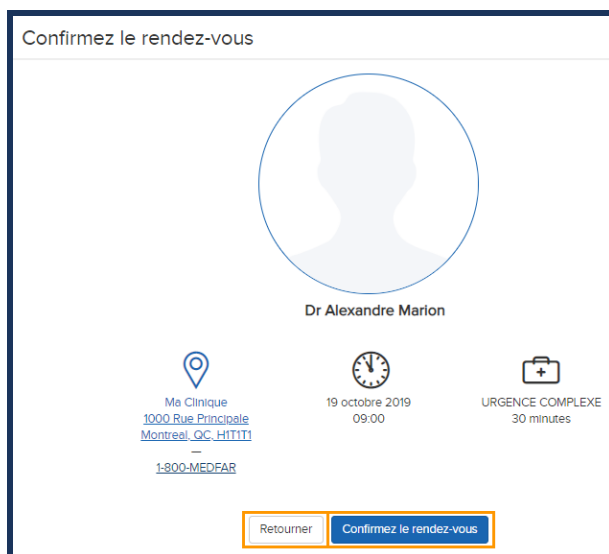 Confirmez le rendez-vous
Dr Alexandre Marion
Ma Clinique
1000 Rue Principale
Montreal, QC, H1T1T1
—
1-800-MEDFAR
19 octobre 2019
09:00
URGENCE COMPLEXE
30 minutes
Retourner
Confirmez le rendez-vous